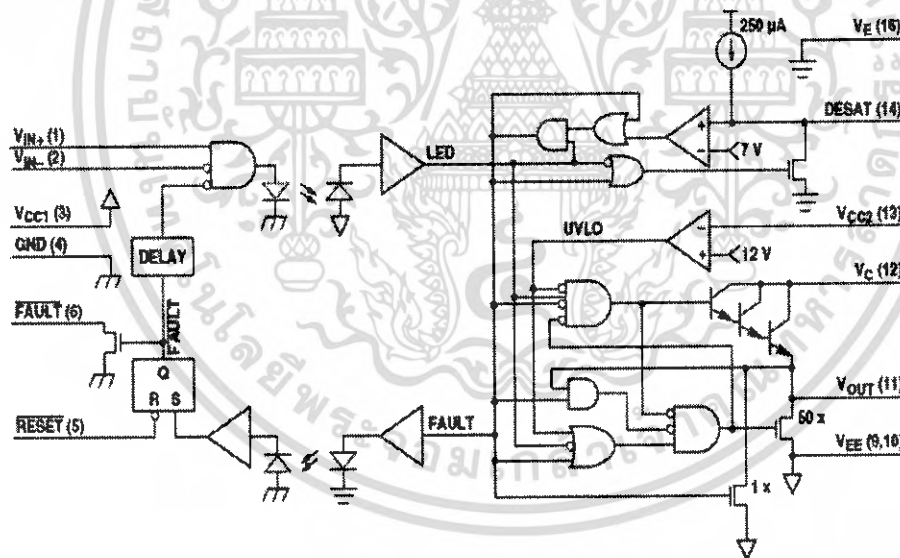 250 µA
V_E (16)
DESAT (14)
V_IN+ (1)
V_IN- (2)
LED
7 V
V_CC1 (3)
UVLO
V_CC2 (13)
GND (4)
DELAY
12 V
V_C (12)
FAULT (6)
FAULT
Q
R S
V_OUT (11)
50 x
RESET (5)
FAULT
V_EE (9,10)
1 x